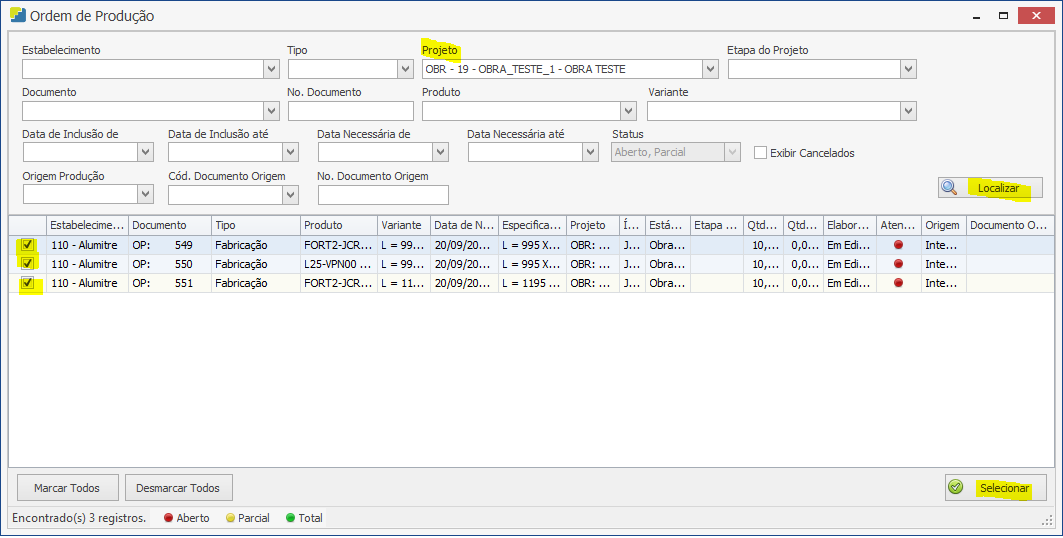 Ordem de Produção
Estabelecimento Tipo Projeto Etapa do Projeto
OBR - 19 - OBRA_TESTE_1 - OBRA TESTE
Documento No. Documento Produto Variante
Data de Inclusão de Data de Inclusão até Data Necessária de Data Necessária até Status
Aberto, Parcial Exibir Cancelados
Origem Produção Cód. Documento Origem No. Documento Origem
Localizar
Estabelecime... Documento Tipo Produto Variante Data de N... Especifica... Projeto Í... Está... Etapa ... Qtd... Qtd... Elabor... Aten... Origem Documento O...
110 - Alumitre OP: 549 Fabricação FORT2-JCR... L = 99... 20/09/20... L = 995 X... OBR: ... J... Obra... 10,... 0,0... Em Edi... Inte...
110 - Alumitre OP: 550 Fabricação L25-VPN00 ... L = 99... 20/09/20... L = 995 X... OBR: ... J... Obra... 10,... 0,0... Em Edi... Inte...
110 - Alumitre OP: 551 Fabricação FORT2-JCR... L = 11... 20/09/20... L = 1195 ... OBR: ... J... Obra... 10,... 0,0... Em Edi... Inte...
Marcar Todos Desmarcar Todos Selecionar
Encontrado(s) 3 registros. Aberto Parcial Total